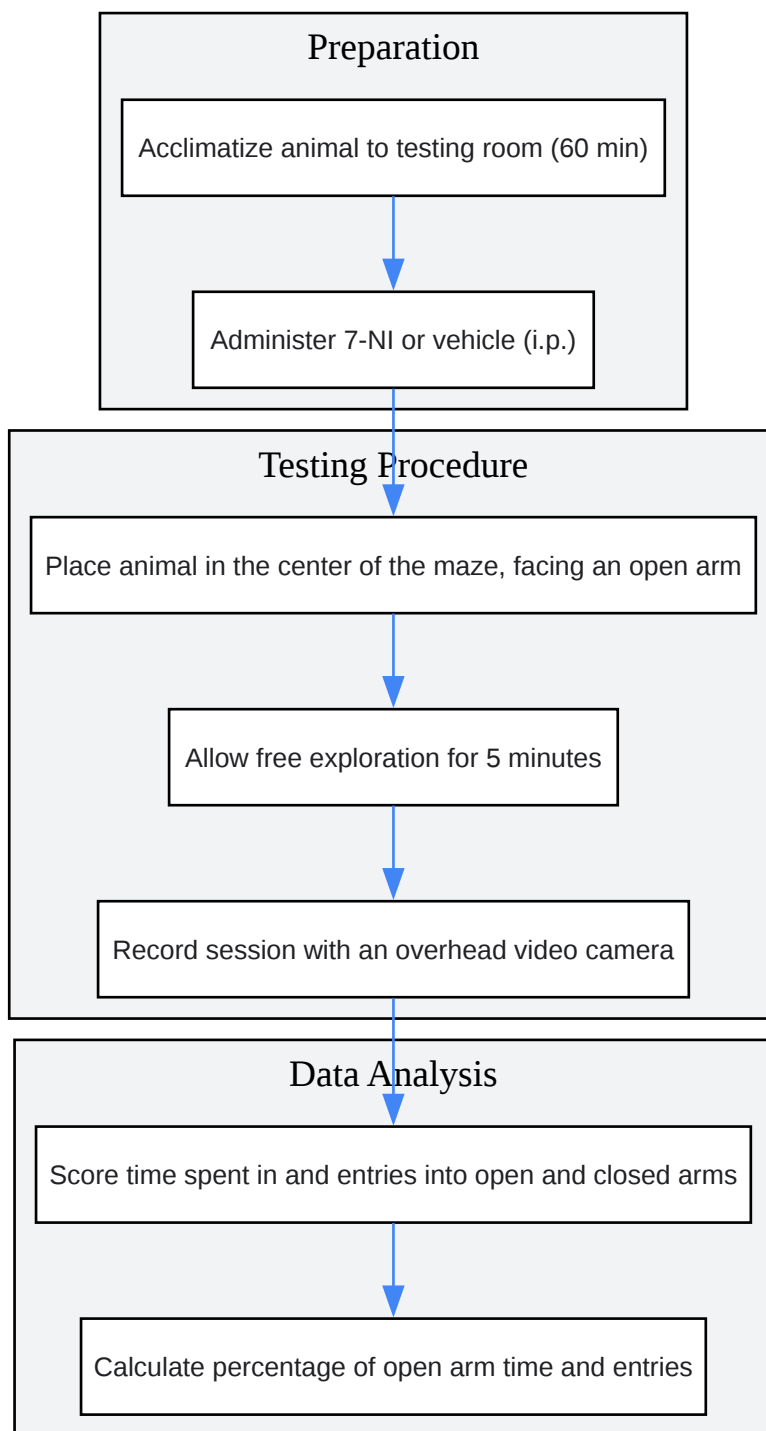 Preparation
Acclimatize animal to testing room (60 min)
Administer 7-NI or vehicle (i.p.)
Testing Procedure
Place animal in the center of the maze, facing an open arm
Allow free exploration for 5 minutes
Record session with an overhead video camera
Data Analysis
Score time spent in and entries into open and closed arms
Calculate percentage of open arm time and entries